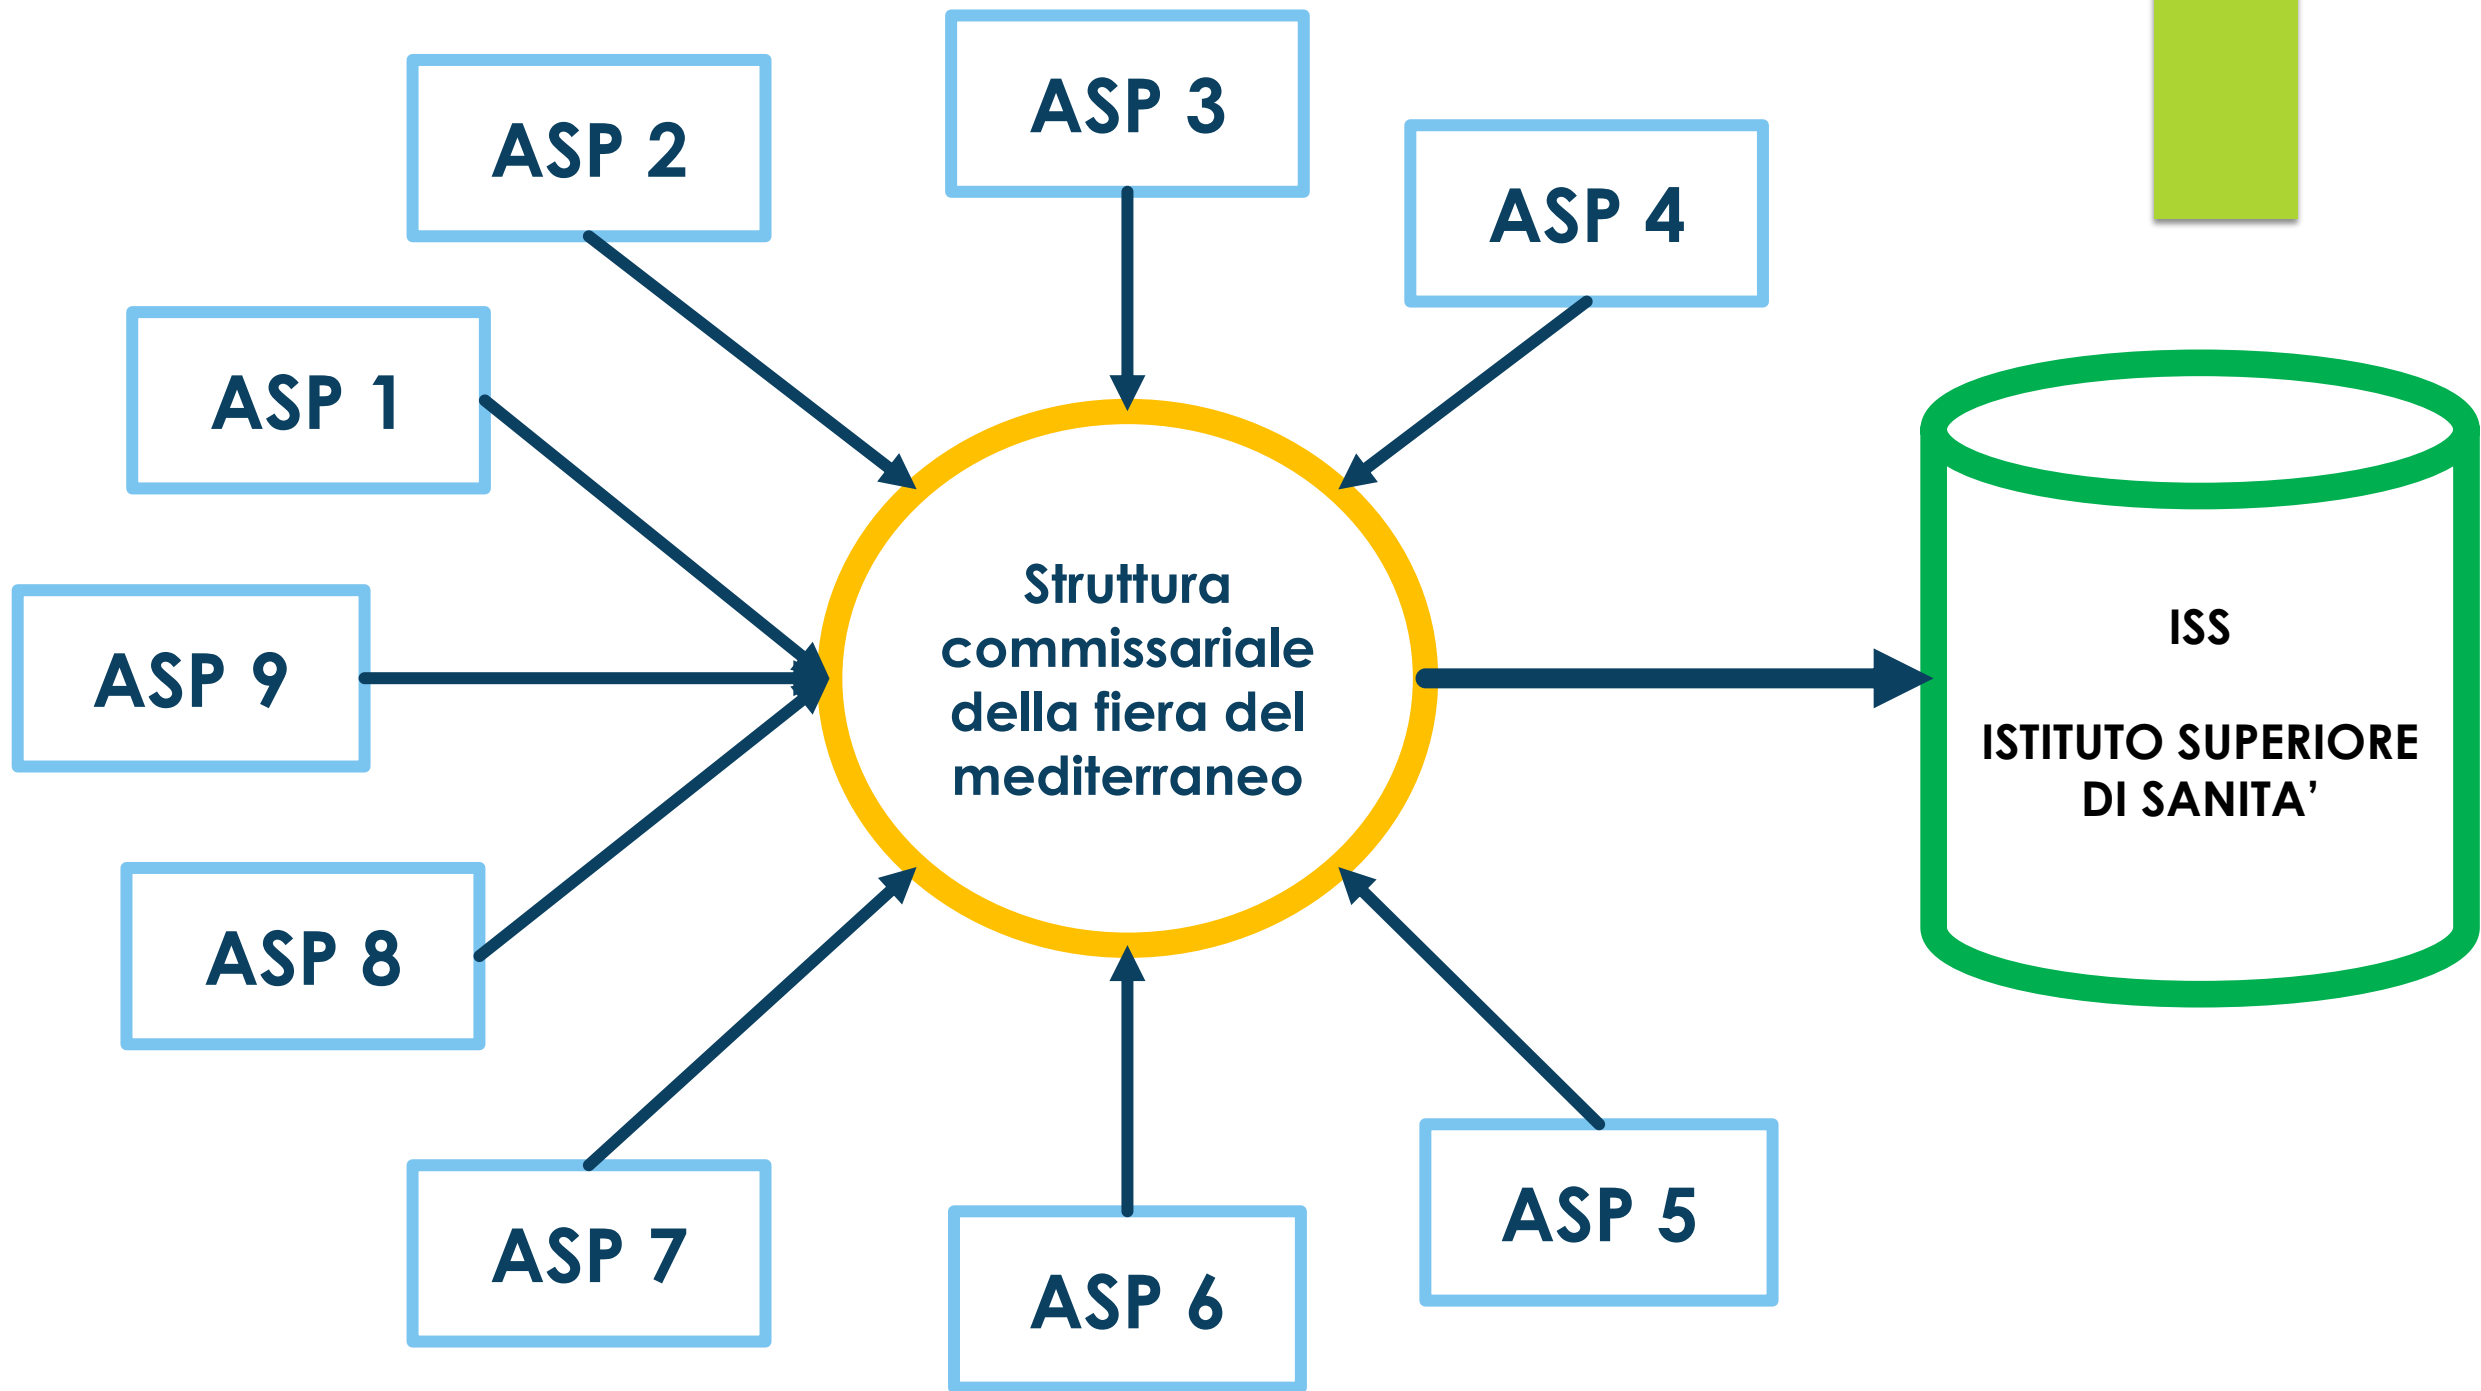 ASP 3
ASP 2
ASP 4
ASP 1
Struttura
commissariale
della fiera del
mediterraneo
ISS
ISTITUTO SUPERIORE
DI SANITA’
ASP 9
ASP 8
ASP 7
ASP 6
ASP 5